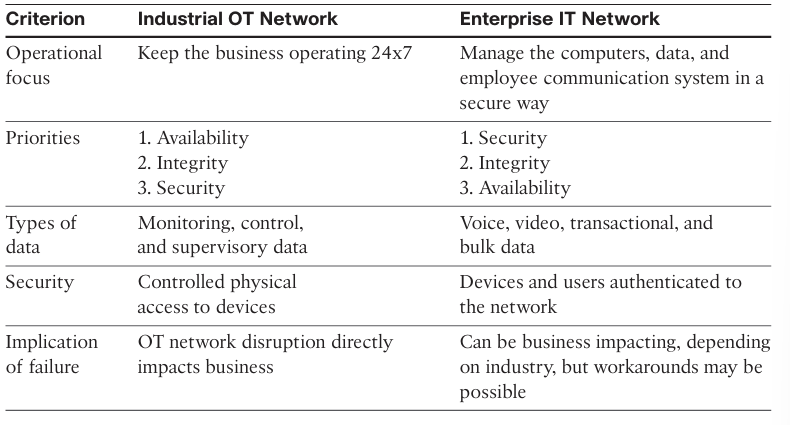 Criterion Industrial OT Network Enterprise IT Network
Operational focus Keep the business operating 24x7 Manage the computers, data, and employee communication system in a secure way
Priorities 1. Availability 1. Security
2. Integrity 2. Integrity
3. Security 3. Availability
Types of data Monitoring, control, and supervisory data Voice, video, transactional, and bulk data
Security Controlled physical access to devices Devices and users authenticated to the network
Implication of failure OT network disruption directly impacts business Can be business impacting, depending on industry, but workarounds may be possible